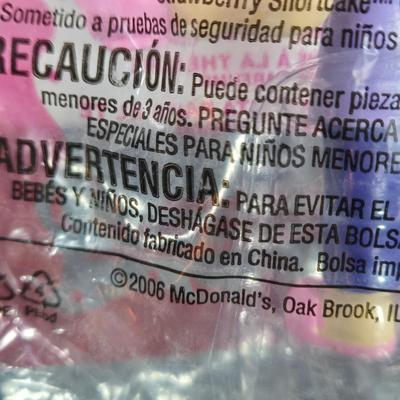 Strawberry Shortcake
Sometido a pruebas de seguridad para niños
RECAUCIÓN: Puede contener pieza
menores de 3 años. PREGUNTE ACERCA
ESPECIALES PARA NIÑOS MENORE
ADVERTENCIA: PARA EVITAR EL
BEBÉS Y NIÑOS, DESHÁGASE DE ESTA BOLSA
Contenido fabricado en China. Bolsa imp
©2006 McDonald's, Oak Brook, IL